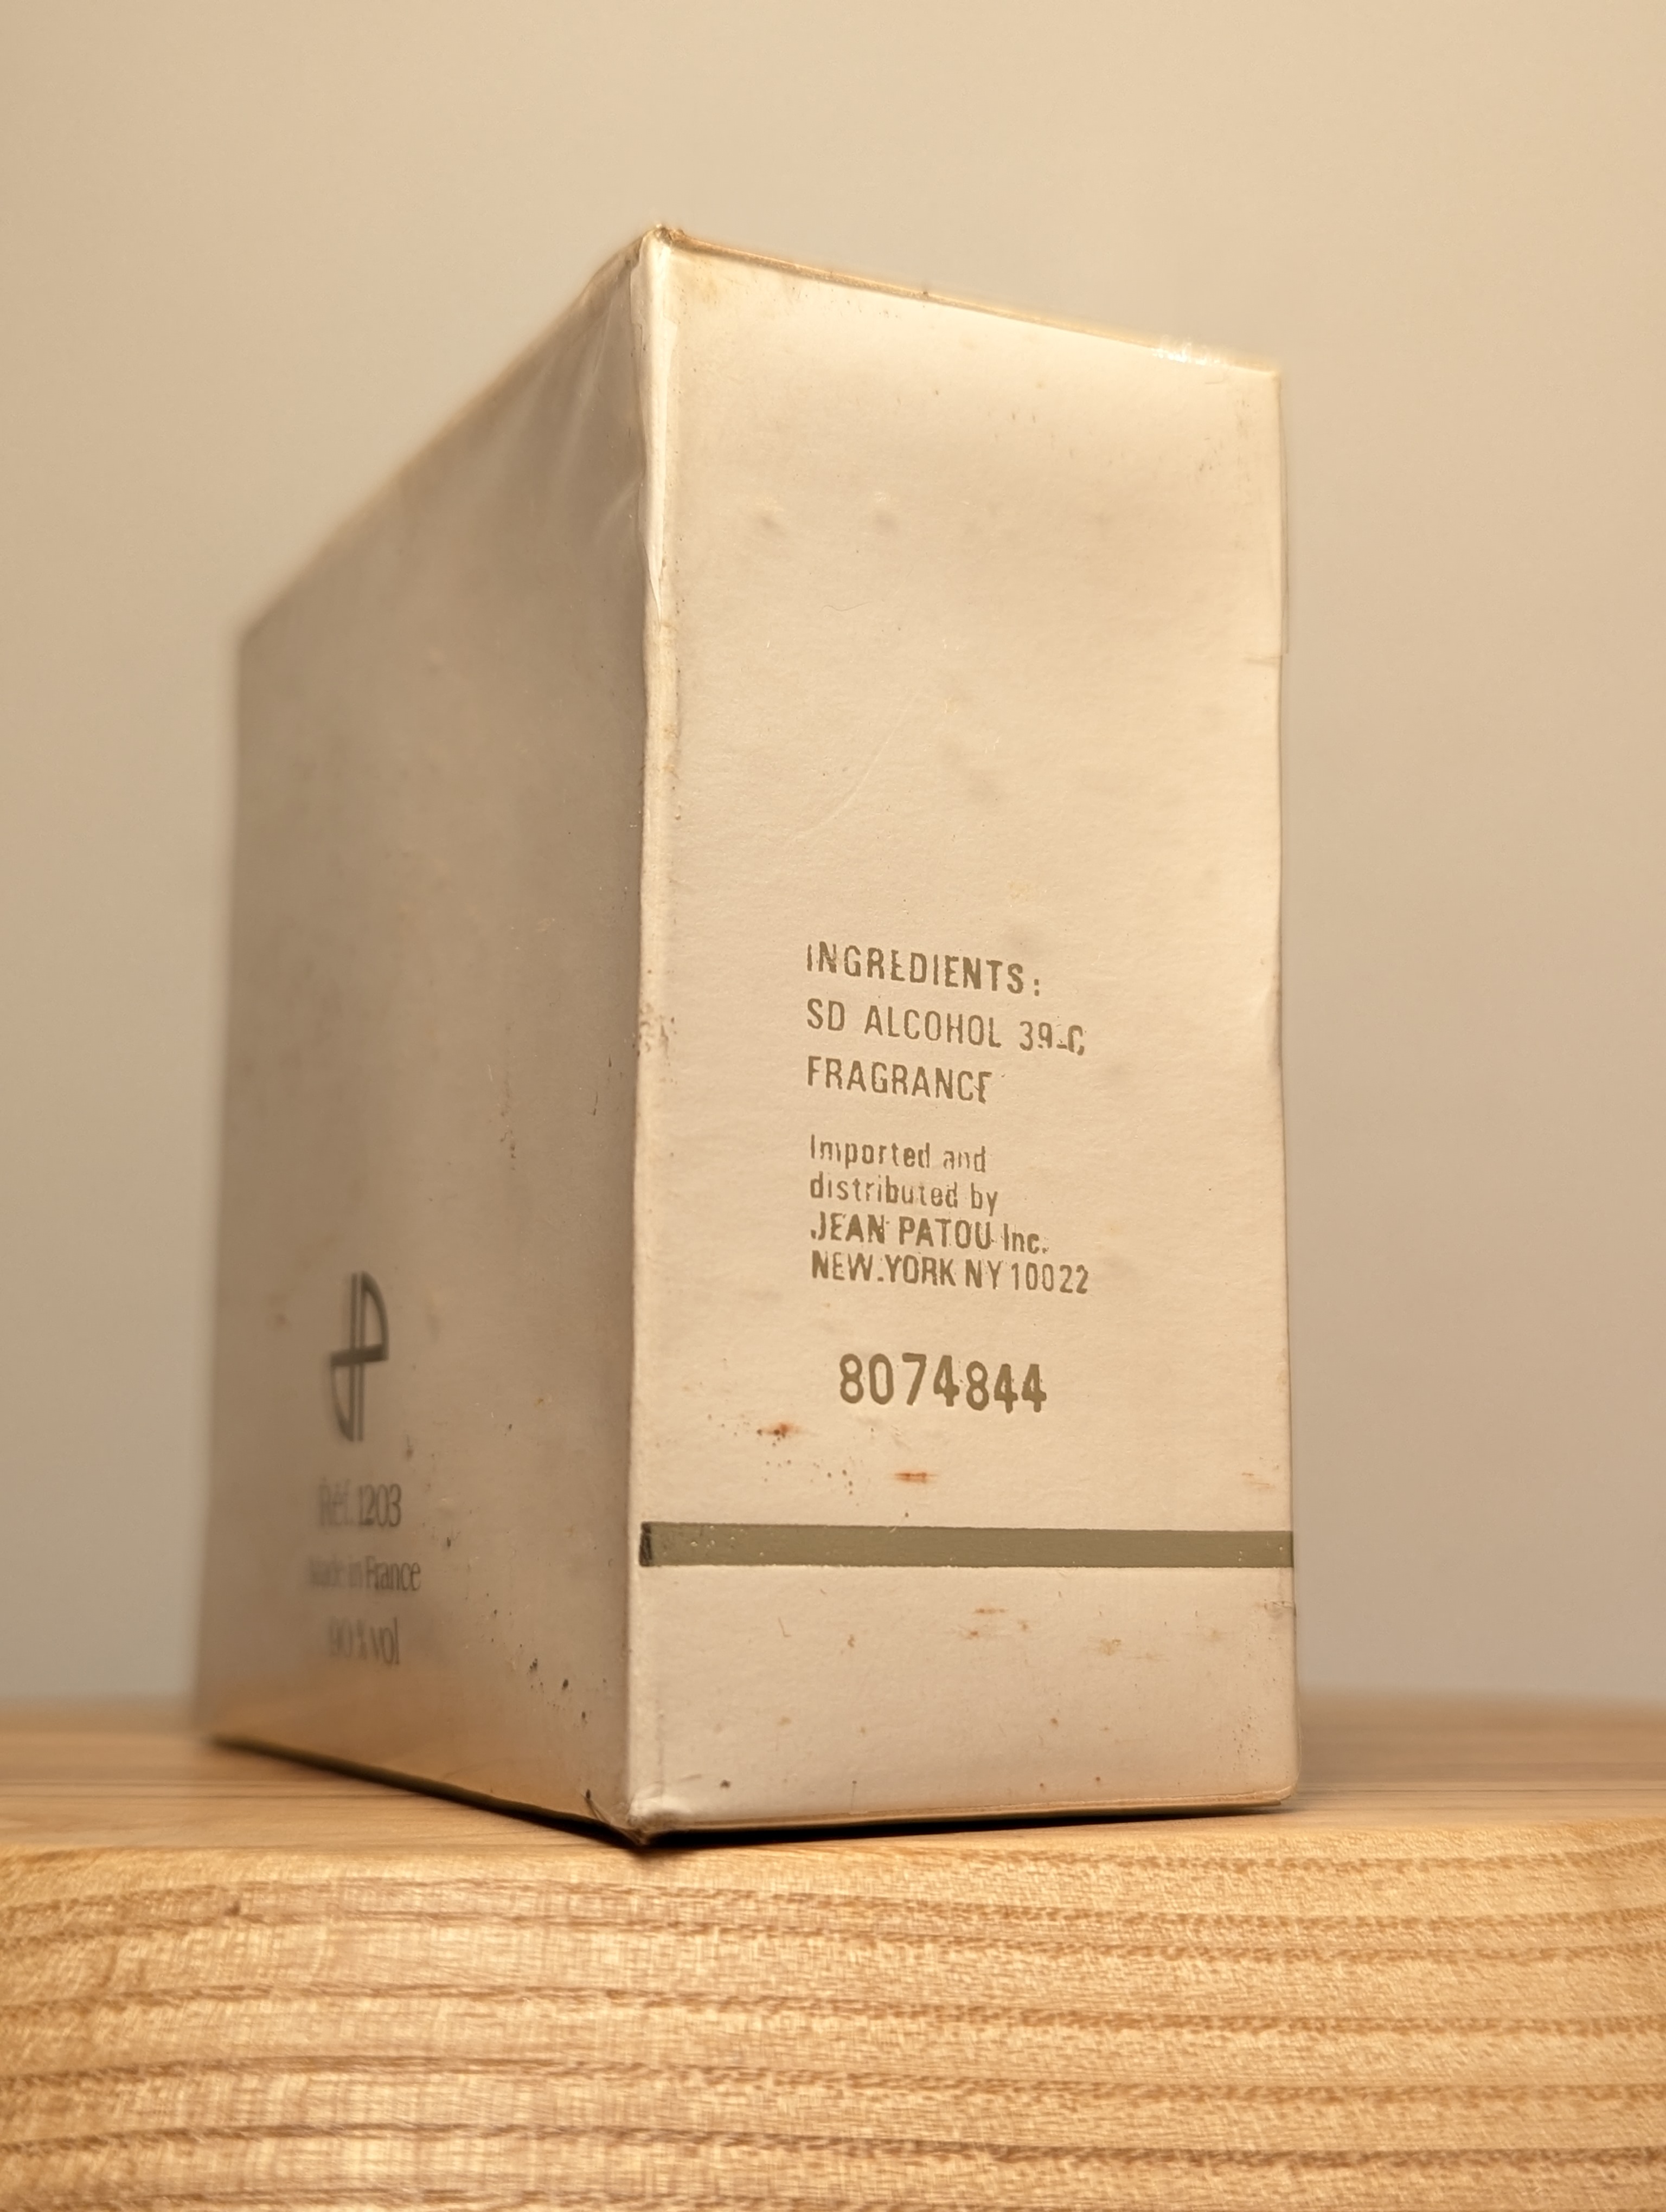 JP
Réf. 1203
Made in France
90 % vol
INGREDIENTS:
SD ALCOHOL 39-C
FRAGRANCE
Imported and
distributed by
JEAN PATOU Inc.
NEW.YORK NY 10022
8074844